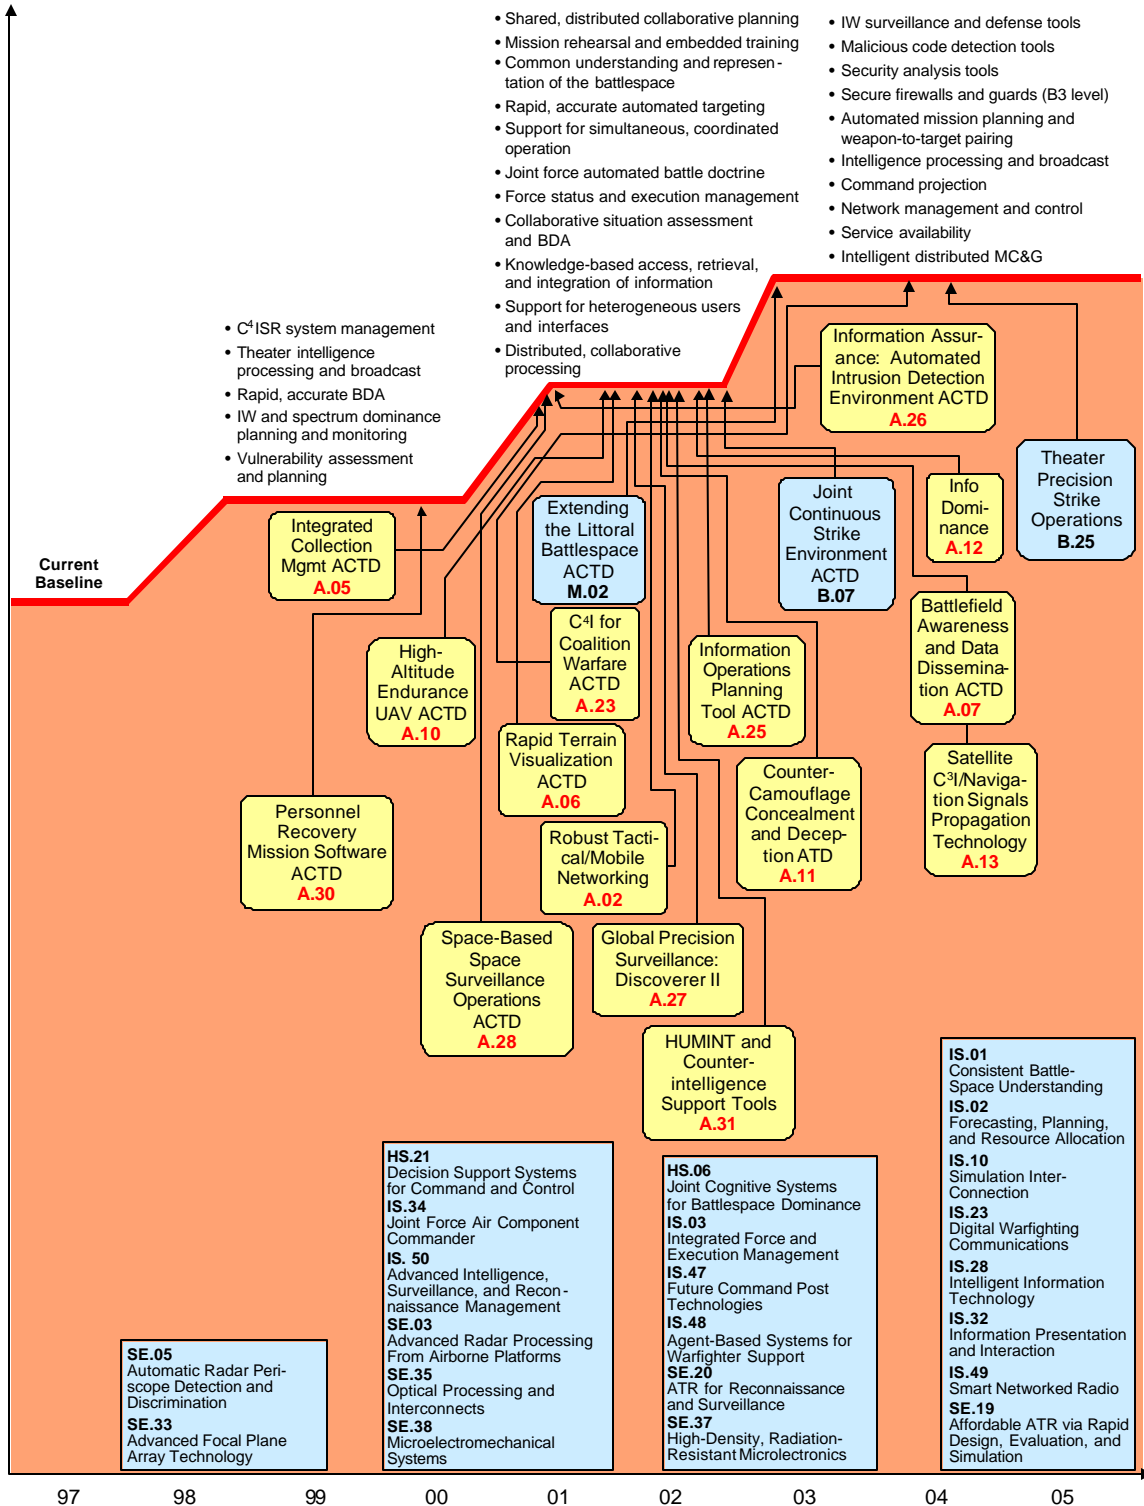 • Shared, distributed collaborative planning
• Mission rehearsal and embedded training
• Common understanding and represen-
tation of the battlespace
• Rapid, accurate automated targeting
• Support for simultaneous, coordinated
operation
• Joint force automated battle doctrine
• Force status and execution management
• Collaborative situation assessment
and BDA
• Knowledge-based access, retrieval,
and integration of information
• Support for heterogeneous users
and interfaces
• Distributed, collaborative
processing
• IW surveillance and defense tools
• Malicious code detection tools
• Security analysis tools
• Secure firewalls and guards (B3 level)
• Automated mission planning and
weapon-to-target pairing
• Intelligence processing and broadcast
• Command projection
• Network management and control
• Service availability
• Intelligent distributed MC&G
• C⁴ISR system management
• Theater intelligence
processing and broadcast
• Rapid, accurate BDA
• IW and spectrum dominance
planning and monitoring
• Vulnerability assessment
and planning
Current
Baseline
Information Assur-
ance: Automated
Intrusion Detection
Environment ACTD
A.26
Theater
Precision
Strike
Operations
B.25
Integrated
Collection
Mgmt ACTD
A.05
Extending
the Littoral
Battlespace
ACTD
M.02
Joint
Continuous
Strike
Environment
ACTD
B.07
Info
Domi-
nance
A.12
High-
Altitude
Endurance
UAV ACTD
A.10
C⁴I for
Coalition
Warfare
ACTD
A.23
Information
Operations
Planning
Tool ACTD
A.25
Battlefield
Awareness
and Data
Dissemina-
tion ACTD
A.07
Rapid Terrain
Visualization
ACTD
A.06
Counter-
Camouflage
Concealment
and Decep-
tion ATD
A.11
Satellite
C³I/Naviga-
tion Signals
Propagation
Technology
A.13
Personnel
Recovery
Mission Software
ACTD
A.30
Robust Tacti-
cal/Mobile
Networking
A.02
Space-Based
Space
Surveillance
Operations
ACTD
A.28
Global Precision
Surveillance:
Discoverer II
A.27
HUMINT and
Counter-
intelligence
Support Tools
A.31
SE.05
Automatic Radar Peri-
scope Detection and
Discrimination
SE.33
Advanced Focal Plane
Array Technology
HS.21
Decision Support Systems
for Command and Control
IS.34
Joint Force Air Component
Commander
IS. 50
Advanced Intelligence,
Surveillance, and Recon-
naissance Management
SE.03
Advanced Radar Processing
From Airborne Platforms
SE.35
Optical Processing and
Interconnects
SE.38
Microelectromechanical
Systems
HS.06
Joint Cognitive Systems
for Battlespace Dominance
IS.03
Integrated Force and
Execution Management
IS.47
Future Command Post
Technologies
IS.48
Agent-Based Systems for
Warfighter Support
SE.20
ATR for Reconnaissance
and Surveillance
SE.37
High-Density, Radiation-
Resistant Microelectronics
IS.01
Consistent Battle-
Space Understanding
IS.02
Forecasting, Planning,
and Resource Allocation
IS.10
Simulation Inter-
Connection
IS.23
Digital Warfighting
Communications
IS.28
Intelligent Information
Technology
IS.32
Information Presentation
and Interaction
IS.49
Smart Networked Radio
SE.19
Affordable ATR via Rapid
Design, Evaluation, and
Simulation
97 98 99 00 01 02 03 04 05